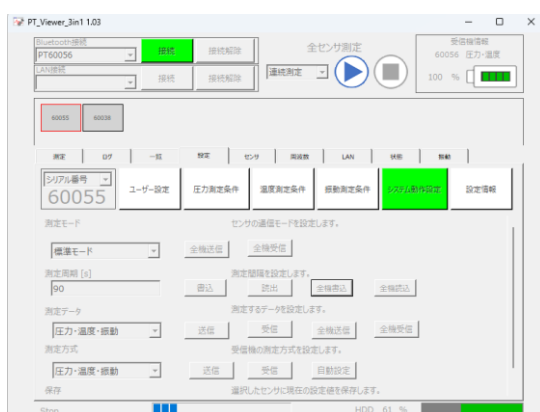 PT_Viewer_3in1 1.03
Bluetooth接続
PT60056
接続
接続解除
LAN接続
接続
接続解除
全センサ測定
連続測定
受信機情報
60056 圧力・温度
100 %
60055
60038
測定
ログ
一覧
設定
センサ
周波数
LAN
状態
シリアル番号
60055
ユーザー設定
圧力測定条件
温度測定条件
振動測定条件
システム動作設定
設定情報
測定モード
センサの通信モードを設定します。
標準モード
全機送信
全機受信
測定周期 [s]
測定間隔を設定します。
90
書込
読出
全機書込
全機読込
測定データ
測定するデータを設定します。
圧力・温度・振動
送信
受信
全機送信
全機受信
測定方式
受信機の測定方式を設定します。
圧力・温度・振動
送信
受信
自動設定
保存
選択したセンサに現在の設定値を保存します。
Stop
HDD 61 %